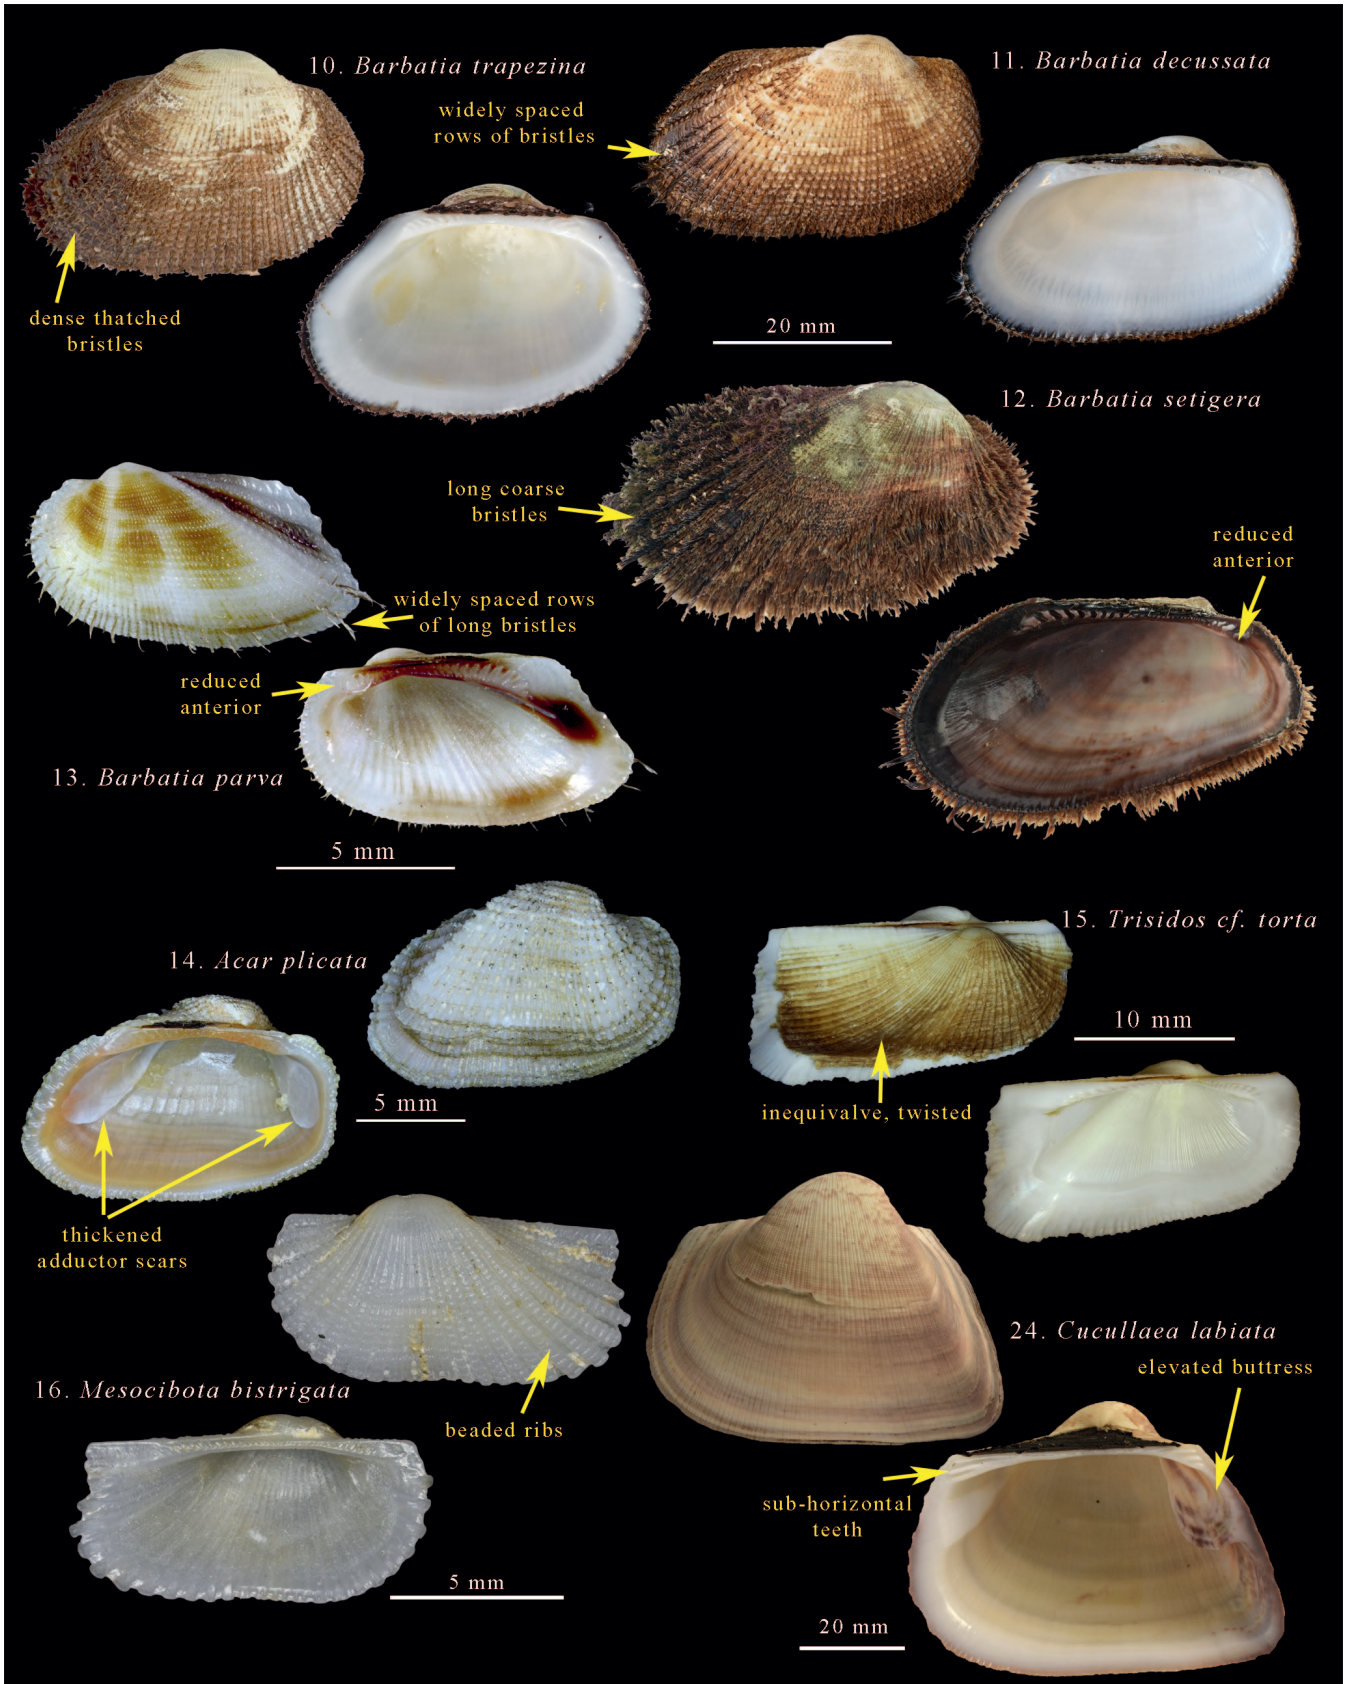 10. Barbatia trapezina
11. Barbatia decussata
widely spaced
rows of bristles
dense thatched
bristles
20 mm
12. Barbatia setigera
long coarse
bristles
reduced
anterior
widely spaced rows
of long bristles
reduced
anterior
13. Barbatia parva
5 mm
14. Acar plicata
15. Trisidos cf. torta
10 mm
5 mm
inequivalve, twisted
thickened
adductor scars
24. Cucullaea labiata
elevated buttress
16. Mesocibota bistrigata
beaded ribs
sub-horizontal
teeth
5 mm
20 mm